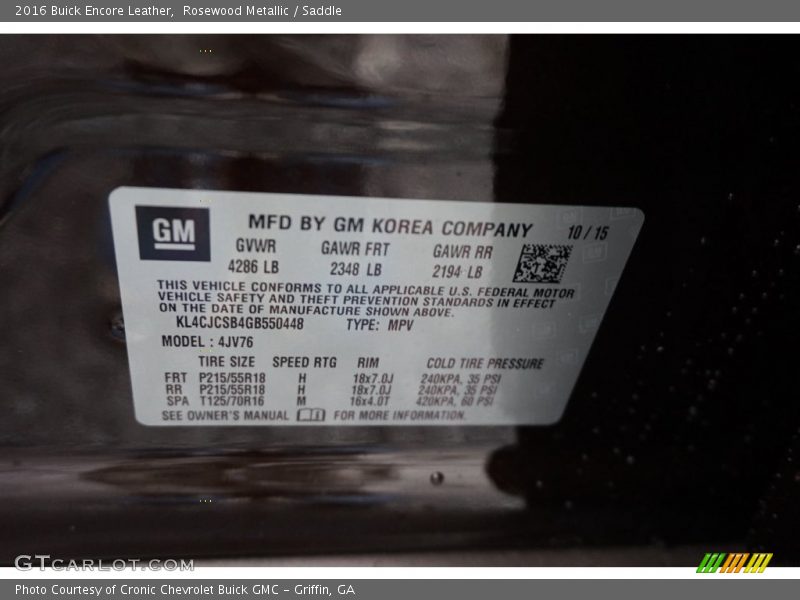 2016 Buick Encore Leather, Rosewood Metallic / Saddle
GM
MFD BY GM KOREA COMPANY 10 / 15
GVWR GAWR FRT GAWR RR
4286 LB 2348 LB 2194 LB
THIS VEHICLE CONFORMS TO ALL APPLICABLE U.S. FEDERAL MOTOR
VEHICLE SAFETY AND THEFT PREVENTION STANDARDS IN EFFECT
ON THE DATE OF MANUFACTURE SHOWN ABOVE.
KL4CJCSB4GB550448 TYPE: MPV
MODEL : 4JV76
TIRE SIZE SPEED RTG RIM COLD TIRE PRESSURE
FRT P215/55R18 H 18x7.0J 240KPA, 35 PSI
RR P215/55R18 H 18x7.0J 240KPA, 35 PSI
SPA T125/70R16 M 16x4.0T 420KPA, 60 PSI
SEE OWNER'S MANUAL FOR MORE INFORMATION.
GTCARLOT.COM
Photo Courtesy of Cronic Chevrolet Buick GMC - Griffin, GA